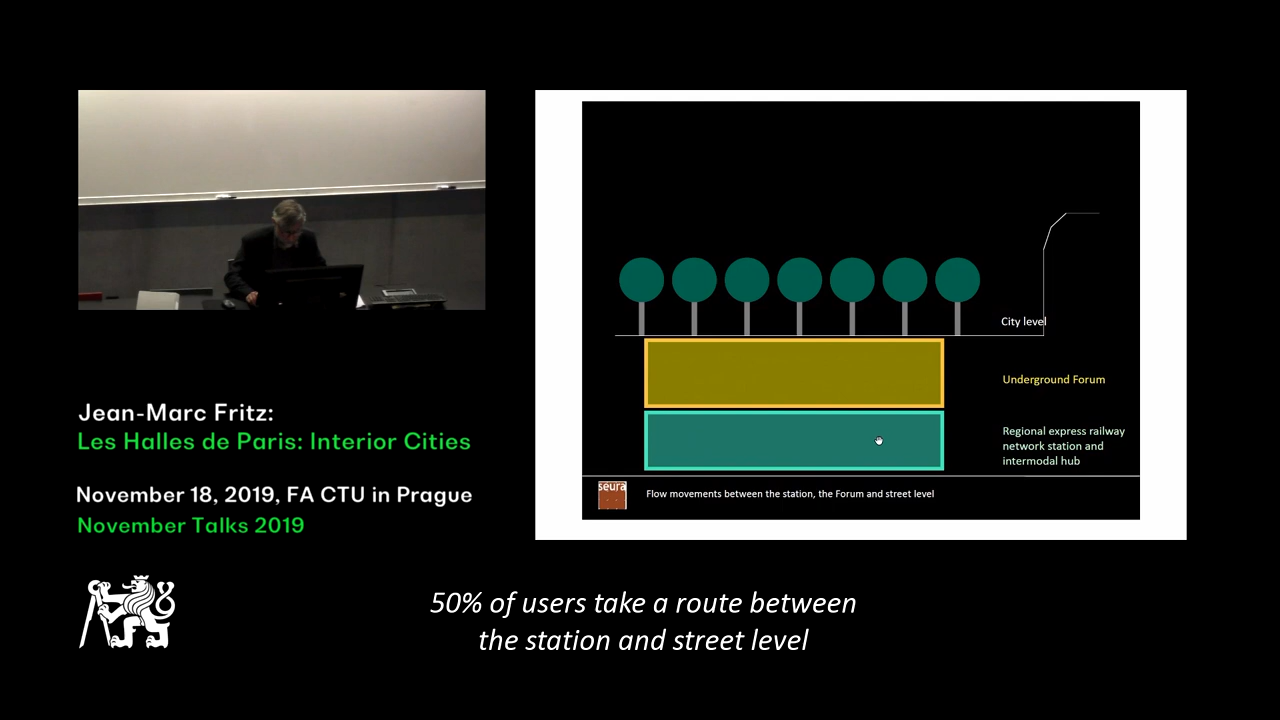 Jean-Marc Fritz:
Les Halles de Paris: Interior Cities
November 18, 2019, FA CTU in Prague
November Talks 2019
City level
Underground Forum
Regional express railway
network station and
intermodal hub
seura
Flow movements between the station, the Forum and street level
50% of users take a route between
the station and street level